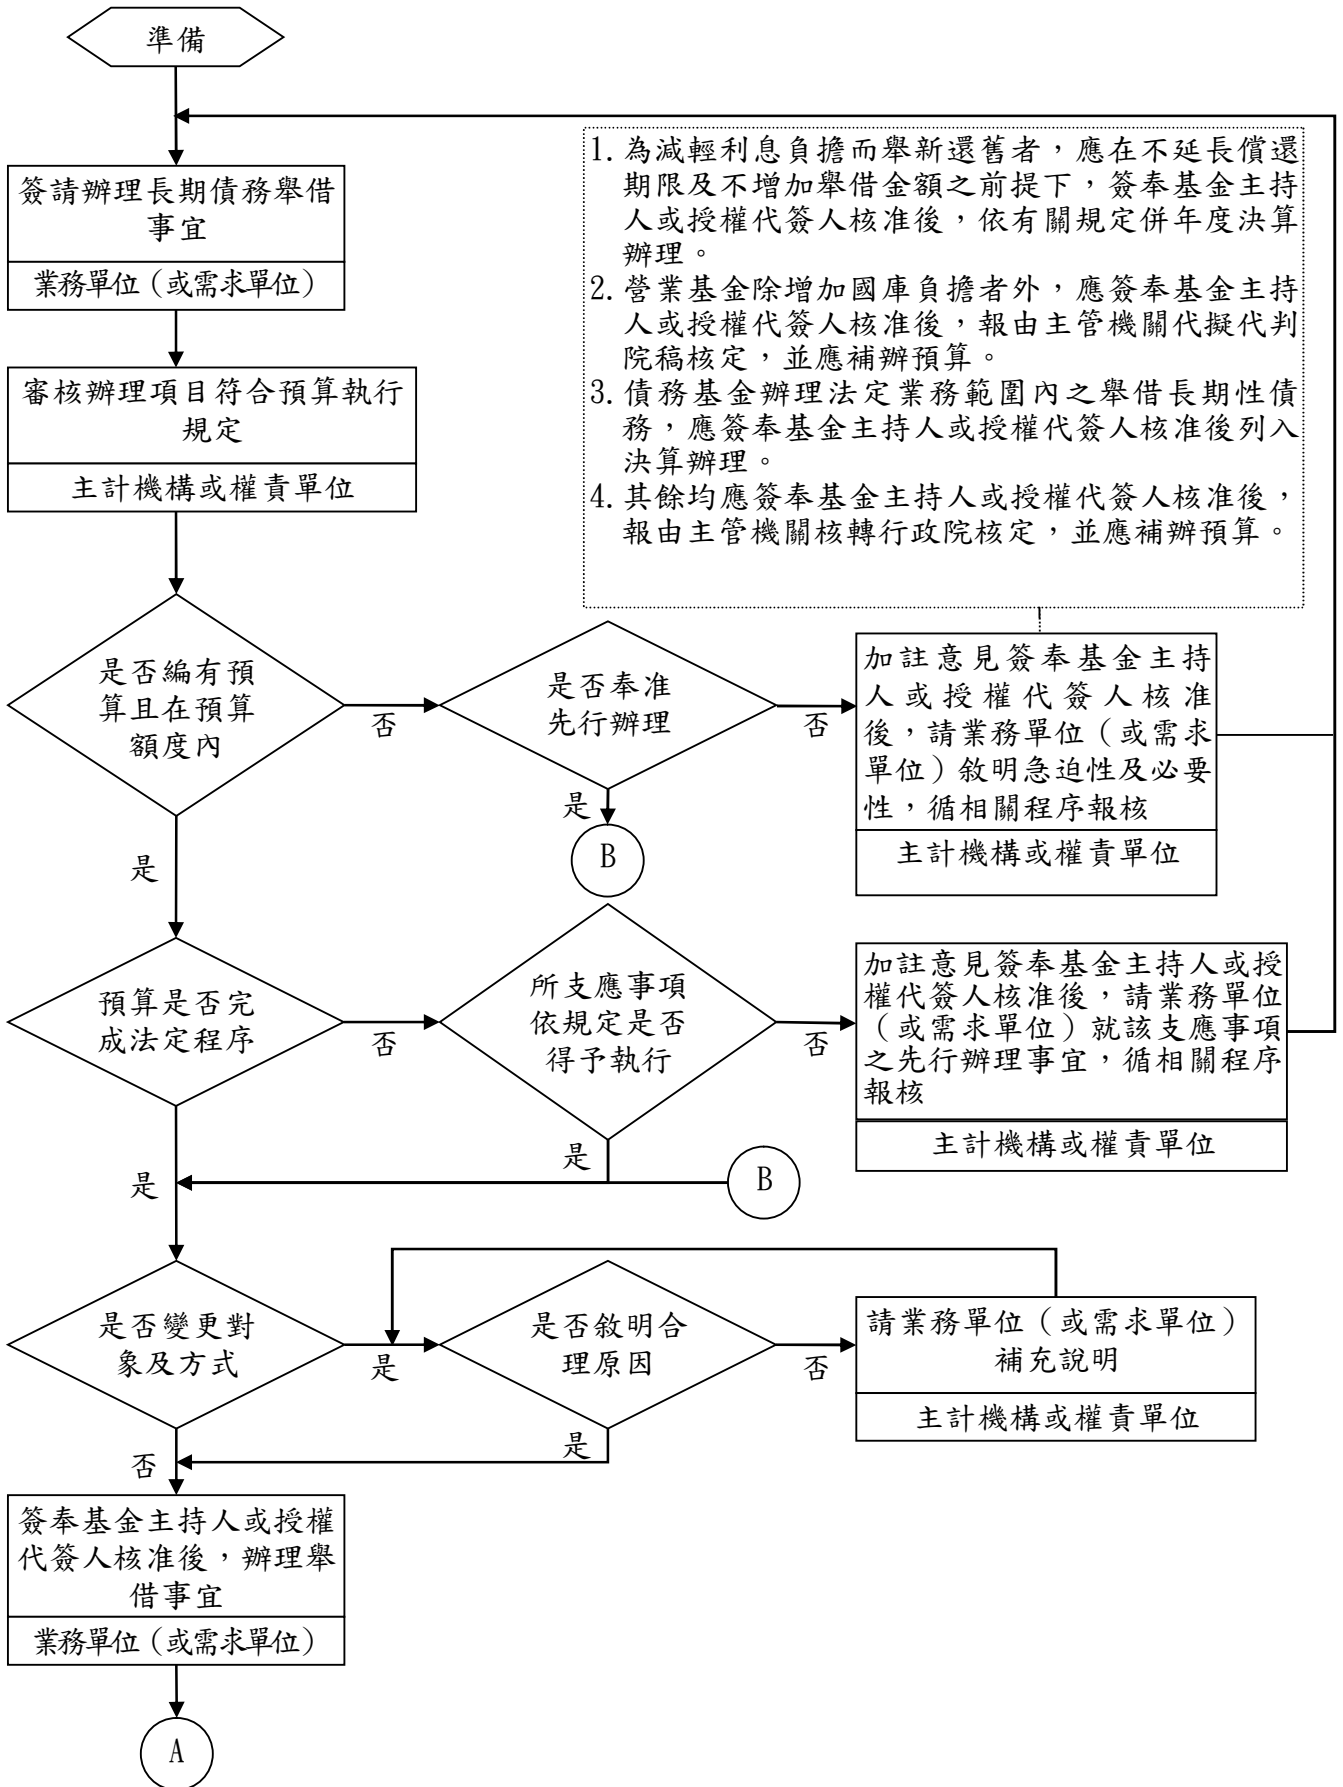 準備
簽請辦理長期債務舉借
事宜
業務單位（或需求單位）
審核辦理項目符合預算執行
規定
主計機構或權責單位
1. 為減輕利息負擔而舉新還舊者，應在不延長償還
期限及不增加舉借金額之前提下，簽奉基金主持
人或授權代簽人核准後，依有關規定併年度決算
辦理。
2. 營業基金除增加國庫負擔者外，應簽奉基金主持
人或授權代簽人核准後，報由主管機關代擬代判
院稿核定，並應補辦預算。
3. 債務基金辦理法定業務範圍內之舉借長期性債
務，應簽奉基金主持人或授權代簽人核准後列入
決算辦理。
4. 其餘均應簽奉基金主持人或授權代簽人核准後，
報由主管機關核轉行政院核定，並應補辦預算。
是否編有預
算且在預算
額度內
否
是
是否奉准
先行辦理
否
是
B
加註意見簽奉基金主持
人或授權代簽人核准
後，請業務單位（或需求
單位）敘明急迫性及必要
性，循相關程序報核
主計機構或權責單位
預算是否完
成法定程序
否
是
所支應事項
依規定是否
得予執行
否
是
加註意見簽奉基金主持人或授
權代簽人核准後，請業務單位
（或需求單位）就該支應事項
之先行辦理事宜，循相關程序
報核
主計機構或權責單位
B
是否變更對
象及方式
是
否
是否敘明合
理原因
否
是
請業務單位（或需求單位）
補充說明
主計機構或權責單位
簽奉基金主持人或授權
代簽人核准後，辦理舉
借事宜
業務單位（或需求單位）
A